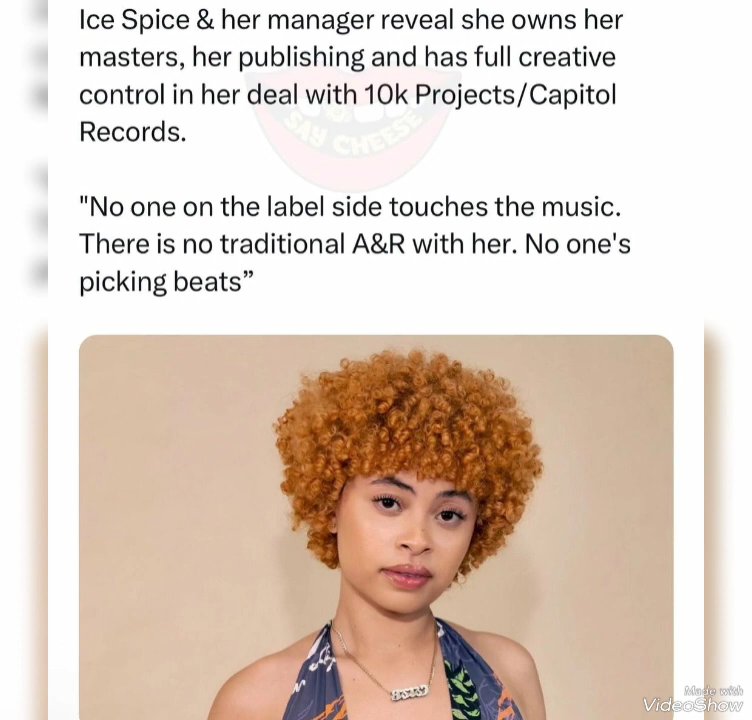 Ice Spice & her manager reveal she owns her
masters, her publishing and has full creative
control in her deal with 10k Projects/Capitol
Records.
SAY CHEESE
"No one on the label side touches the music.
There is no traditional A&R with her. No one's
picking beats”
Made with
VideoShow